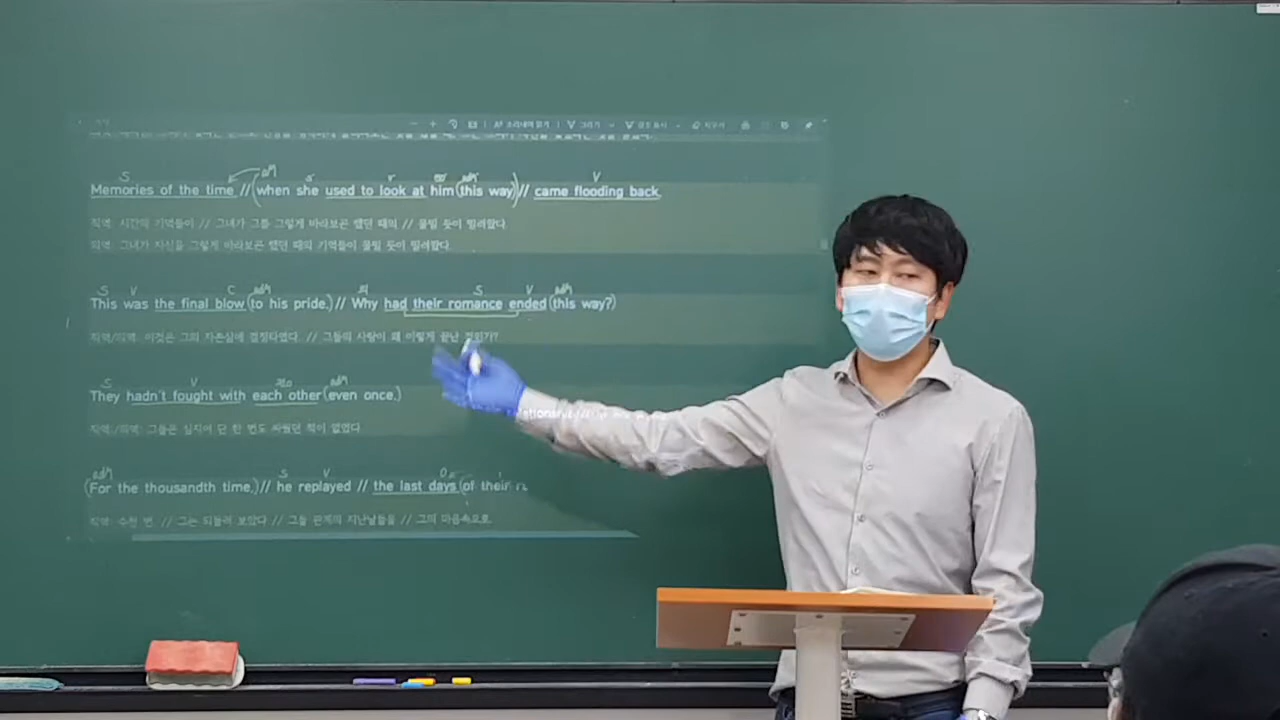 Memories of the time // (when she used to look at him (this way) // came flooding back.
직역: 시간의 기억들이 // 그녀가 그를 그렇게 바라보곤 했던 때의 // 물밀 듯이 밀려왔다.
의역: 그녀가 자신을 그렇게 바라보곤 했던 때의 기억들이 물밀 듯이 밀려왔다.
S V C adM S V adM
This was the final blow (to his pride.) // Why had their romance ended (this way?)
직역/의역: 이것은 그의 자존심에 결정타였다. // 그들의 사랑이 왜 이렇게 끝난 것인가?
S V adM
They hadn't fought with each other (even once.)
직역/의역: 그들은 심지어 단 한 번도 싸웠던 적이 없었다.
adM S V O
(For the thousandth time,) // he replayed // the last days (of their
직역: 수천 번 // 그는 되돌려 보았다 // 그들 관계의 지난날들을 // 그의 마음속으로.